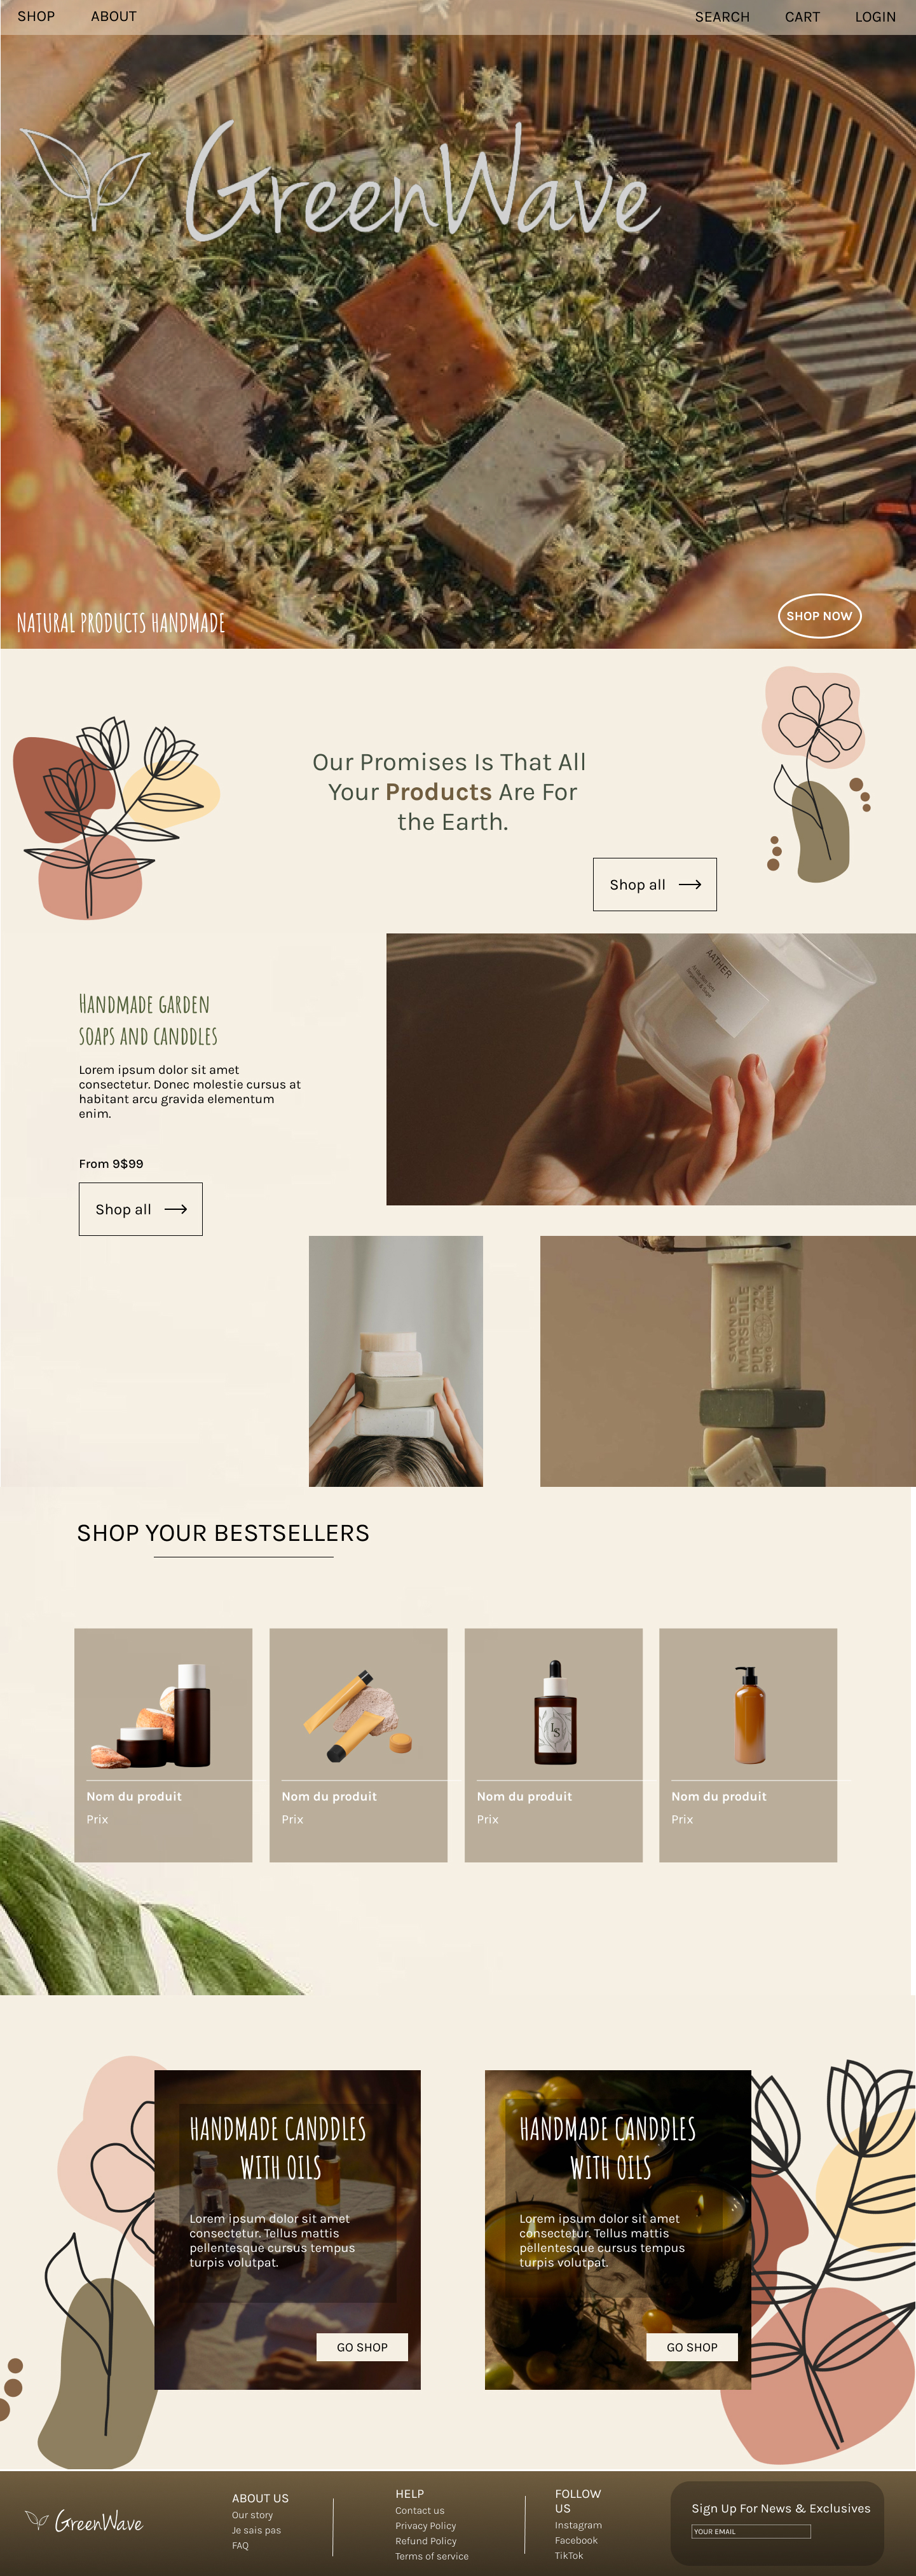 SHOP ABOUT SEARCH CART LOGIN
GreenWave
NATURAL PRODUCTS HANDMADE
SHOP NOW
Our Promises Is That All
Your Products Are For
the Earth.
Shop all
Handmade garden
soaps and canddles
Lorem ipsum dolor sit amet
consectetur. Donec molestie cursus at
habitant arcu gravida elementum
enim.
From 9$99
Shop all
AATHER
SAVON DE
MARSEILLE
PUR
72%
SHOP YOUR BESTSELLERS
LS
Nom du produit
Prix
Nom du produit
Prix
Nom du produit
Prix
Nom du produit
Prix
HANDMADE CANDDLES
WITH OILS
Lorem ipsum dolor sit amet
consectetur. Tellus mattis
pellentesque cursus tempus
turpis volutpat.
GO SHOP
HANDMADE CANDDLES
WITH OILS
Lorem ipsum dolor sit amet
consectetur. Tellus mattis
pellentesque cursus tempus
turpis volutpat.
GO SHOP
GreenWave
ABOUT US
Our story
Je sais pas
FAQ
HELP
Contact us
Privacy Policy
Refund Policy
Terms of service
FOLLOW
US
Instagram
Facebook
TikTok
Sign Up For News & Exclusives
YOUR EMAIL